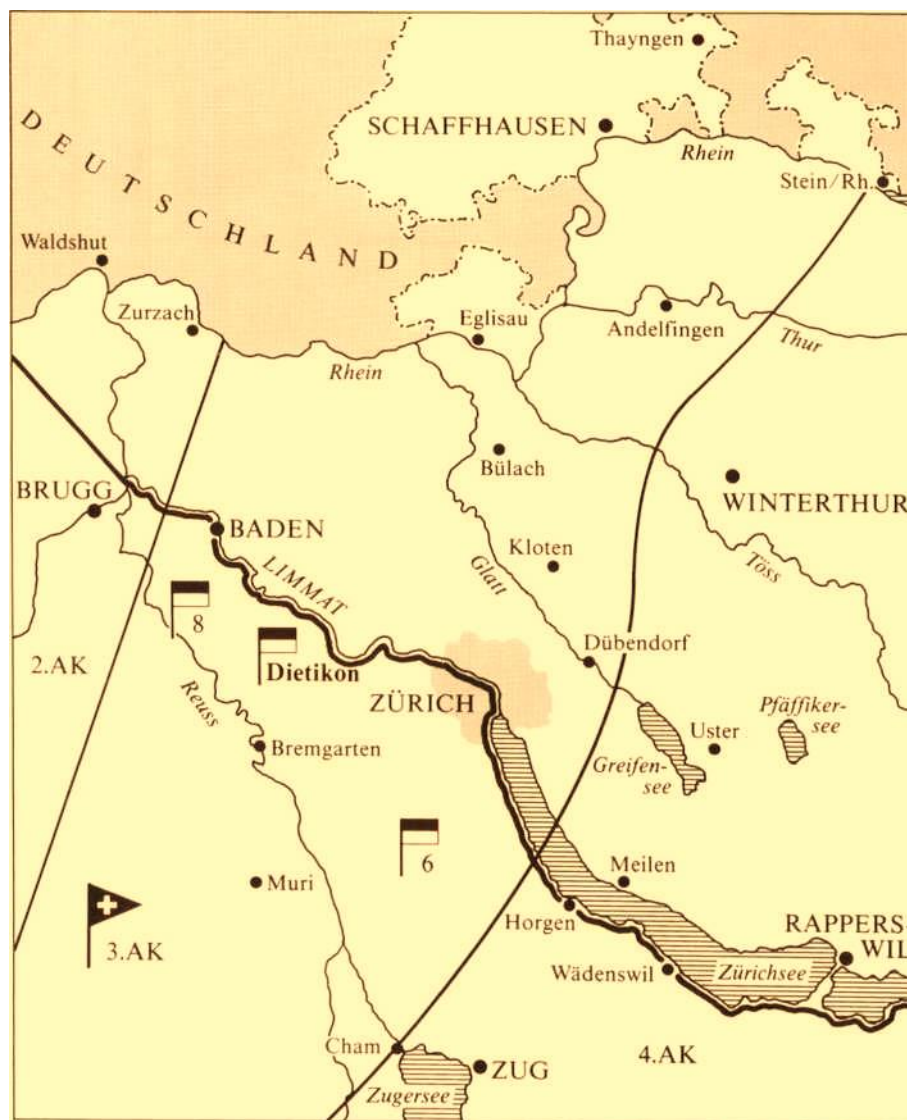 Thayngen
SCHAFFHAUSEN
Rhein
Stein/Rh.
DEUTSCHLAND
Waldshut
Zurzach
Eglisau
Andelfingen
Thur
Rhein
Bülach
BRUGG
WINTERTHUR
BADEN
Kloten
LIMMAT
Glatt
Töss
8
Dübendorf
2.AK
Dietikon
ZÜRICH
Reuss
Bremgarten
Uster
Pfäffiker-
see
Greifen-
see
6
Meilen
Muri
Horgen
RAPPERS-
WIL
3.AK
Wädenswil
Zürichsee
Cham
4.AK
ZUG
Zugersee